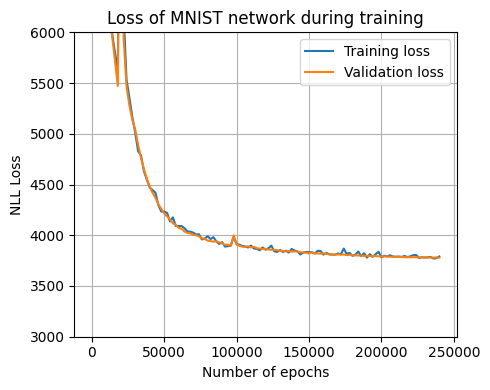 Loss of MNIST network during training
Training loss
Validation loss
NLL Loss
6000
5500
5000
4500
4000
3500
3000
0 50000 100000 150000 200000 250000
Number of epochs